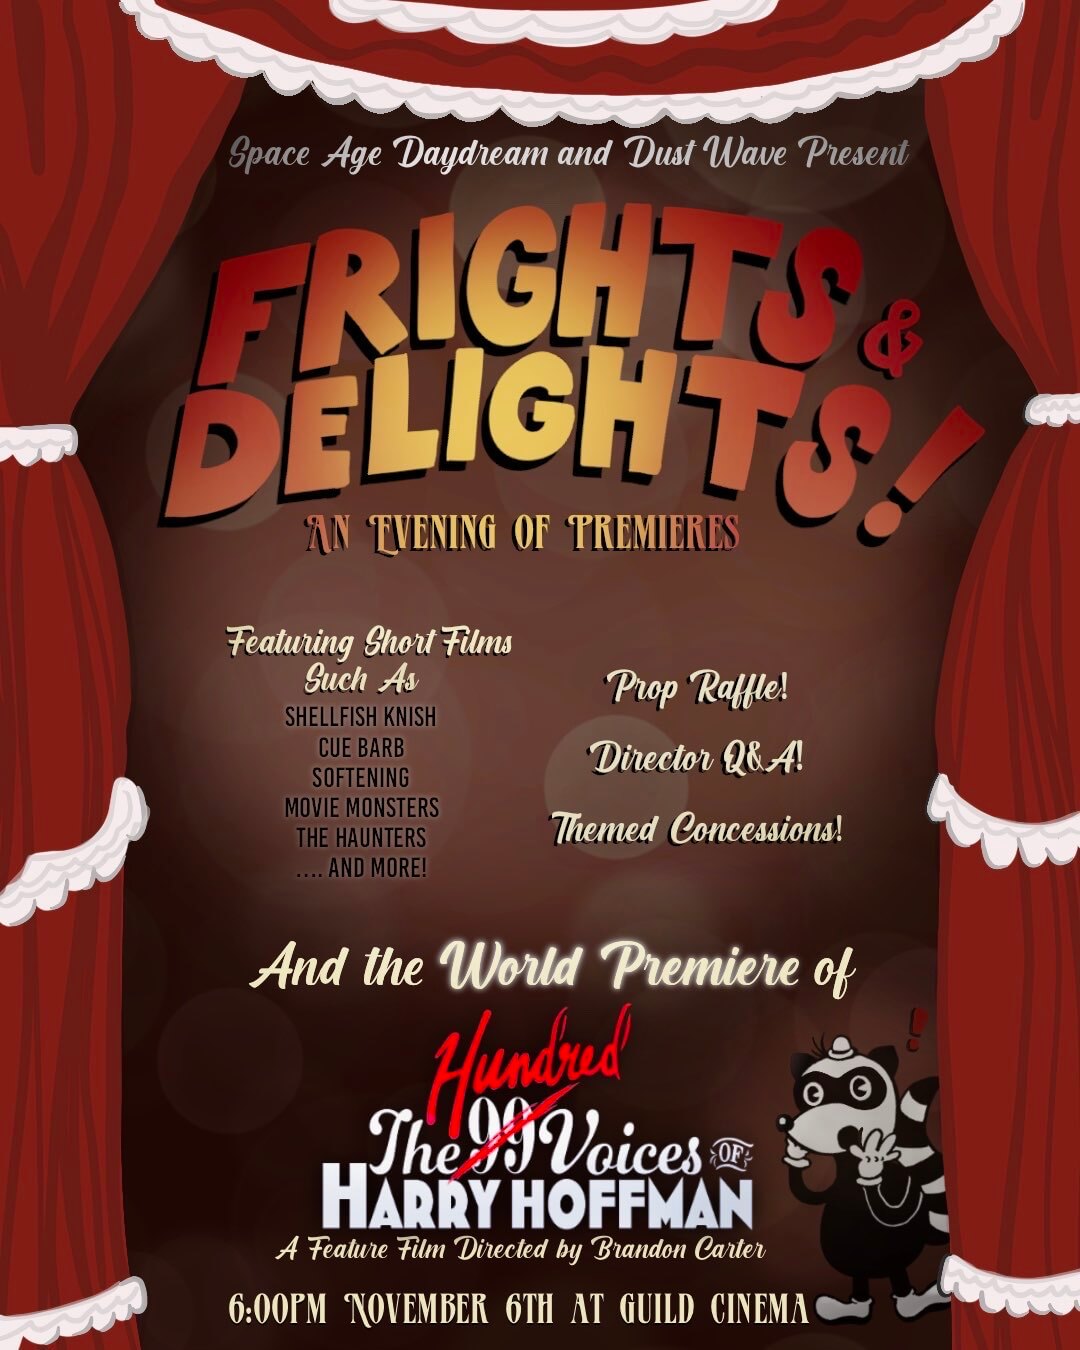 Space Age Daydream and Dust Wave Present
FRIGHTS &
DELIGHTS!
AN EVENING OF PREMIERES
Featuring Short Films
Such As
SHELLFISH KNISH
CUE BARB
SOFTENING
MOVIE MONSTERS
THE HAUNTERS
.... AND MORE!
Prop Raffle!
Director Q&A!
Themed Concessions!
And the World Premiere of
Hundred
The 99 Voices OF
HARRY HOFFMAN
A Feature Film Directed by Brandon Carter
!
6:00PM NOVEMBER 6TH AT GUILD CINEMA